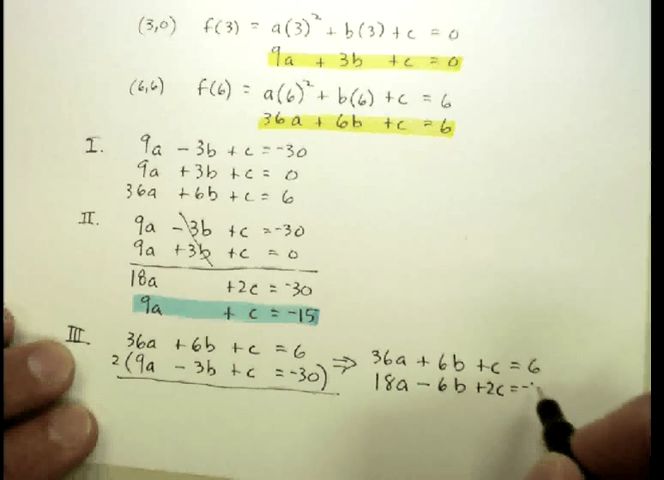 (3,0) f(3) = a(3)² + b(3) + c = 0
9a + 3b + c = 0
(6,6) f(6) = a(6)² + b(6) + c = 6
36a + 6b + c = 6
I. 9a - 3b + c = -30
9a + 3b + c = 0
36a + 6b + c = 6
II. 9a - 3b + c = -30
9a + 3b + c = 0
18a + 2c = -30
9a + c = -15
III. 36a + 6b + c = 6 ⇒ 36a + 6b + c = 6
2(9a - 3b + c = -30) 18a - 6b + 2c = -